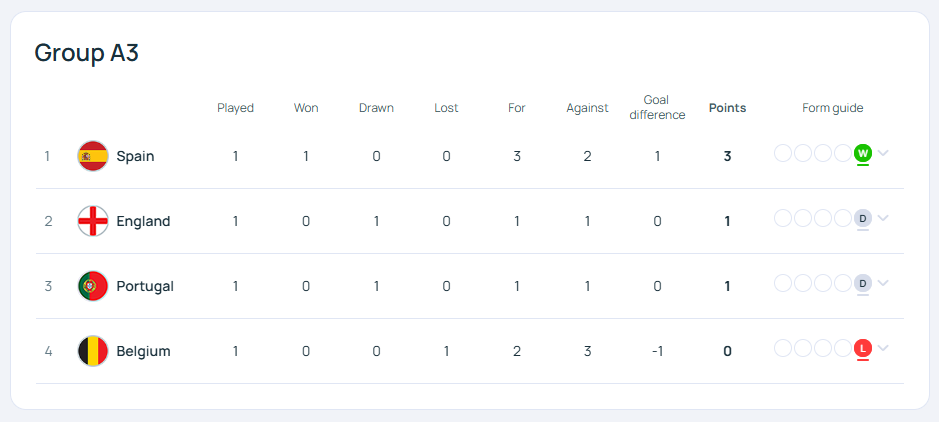 Group A3
Played Won Drawn Lost For Against Goal difference Points Form guide
1 Spain 1 1 0 0 3 2 1 3 W
2 England 1 0 1 0 1 1 0 1 D
3 Portugal 1 0 1 0 1 1 0 1 D
4 Belgium 1 0 0 1 2 3 -1 0 L